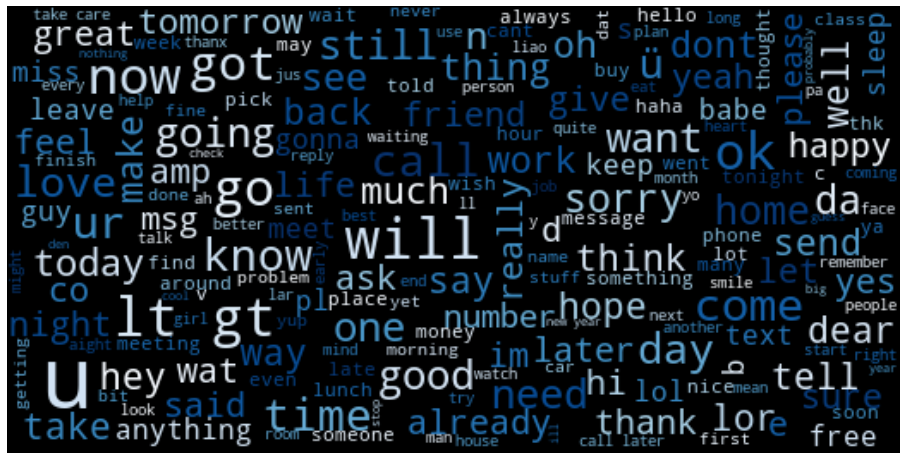 take care
tomorrow
wait
never
always
hello
long
class
great
week
thanx
may
use
cant
n
oh
dat
S
plan
dont
thought
please
well
sleep
nothing
every
miss
now
got
jus
still
see
told
thing
liao
person
buy
ü
yeah
probably
pa
leave
help
fine
pick
back
friend
give
eat
haha
babe
thk
feel
finish
make
going
check
gonna
waiting
hour
quite
want
heart
ok
happy
love
amp
done
ah
go
reply
life
call
work
keep
went
month
tonight
c
coming
guy
ur
msg
better
sent
meet
much
wish
ll
really
job
sorry
yo
home
guess
da
face
ya
den
talk
know
best
will
y
d
message
phone
lot
send
today
find
early
ask
say
name
stuff
think
something
many
let
remember
might
co
around
problem
end
smile
big
yes
people
night
cool
v
girl
lt
lar
gt
yup
pl
place
yet
one
money
number
new year
hope
next
come
another
text
dear
aight
meeting
way
mind
morning
im
later
day
start
right
getting
hey
wat
even
late
good
watch
car
hi
nice
mean
b
tell
year
u
bit
said
lunch
try
need
lol
sure
soon
take
look
anything
time
room
someone
stop
man
already
house
ill
call later
thank
first
lor
e
free